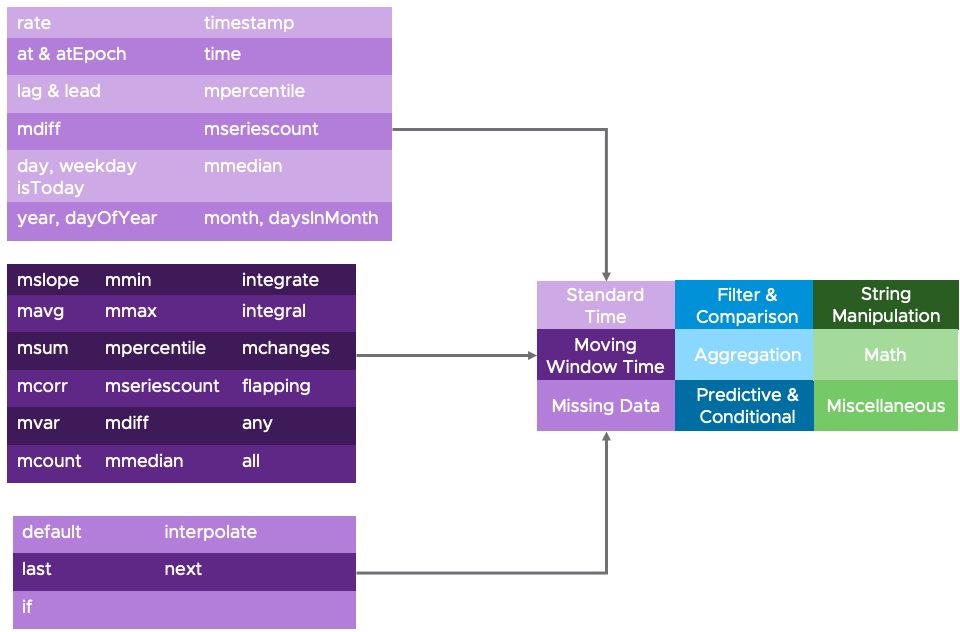 rate timestamp
at & atEpoch time
lag & lead mpercentile
mdiff mseriescount
day, weekday mmedian
isToday
year, dayOfYear month, daysInMonth
mslope mmin integrate
mavg mmax integral
msum mpercentile mchanges
mcorr mseriescount flapping
mvar mdiff any
mcount mmedian all
default interpolate
last next
if
Standard
Time
Filter &
Comparison
String
Manipulation
Moving
Window Time
Aggregation
Math
Missing Data
Predictive &
Conditional
Miscellaneous